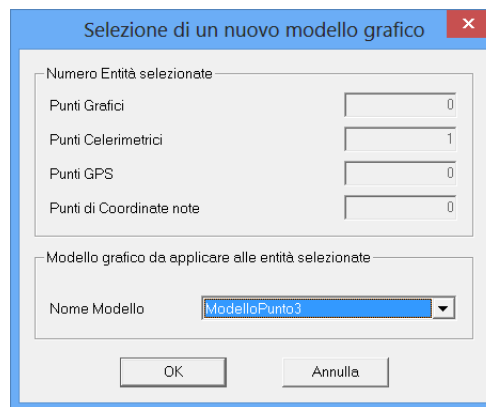 Selezione di un nuovo modello grafico
Numero Entità selezionate
Punti Grafici 0
Punti Celerimetrici 1
Punti GPS 0
Punti di Coordinate note 0
Modello grafico da applicare alle entità selezionate
Nome Modello ModelloPunto3
OK Annulla